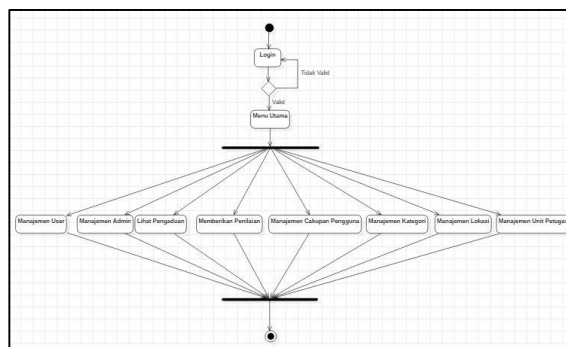 Login
Tidak Valid
Valid
Menu Utama
Manajemen User
Manajemen Admin
Lihat Pengaduan
Memberikan Penilaian
Manajemen Cakupan Pengguna
Manajemen Kategori
Manajemen Lokasi
Manajemen Unit Petugas